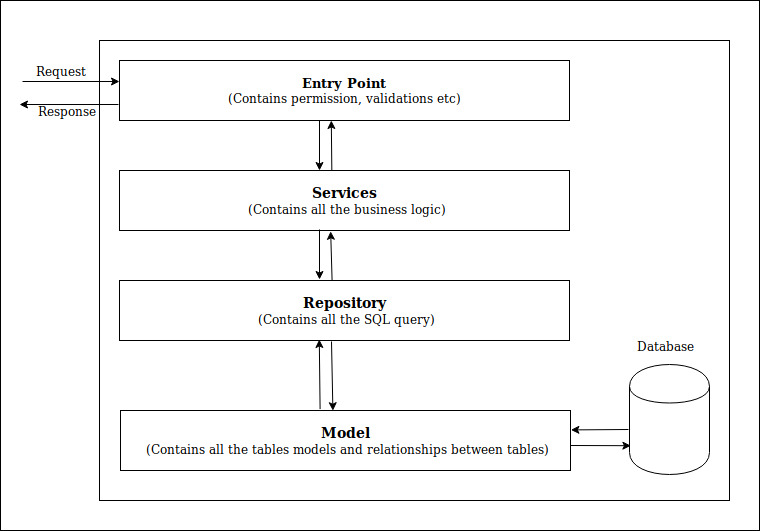 Request
Response
Entry Point
(Contains permission, validations etc)
Services
(Contains all the business logic)
Repository
(Contains all the SQL query)
Database
Model
(Contains all the tables models and relationships between tables)